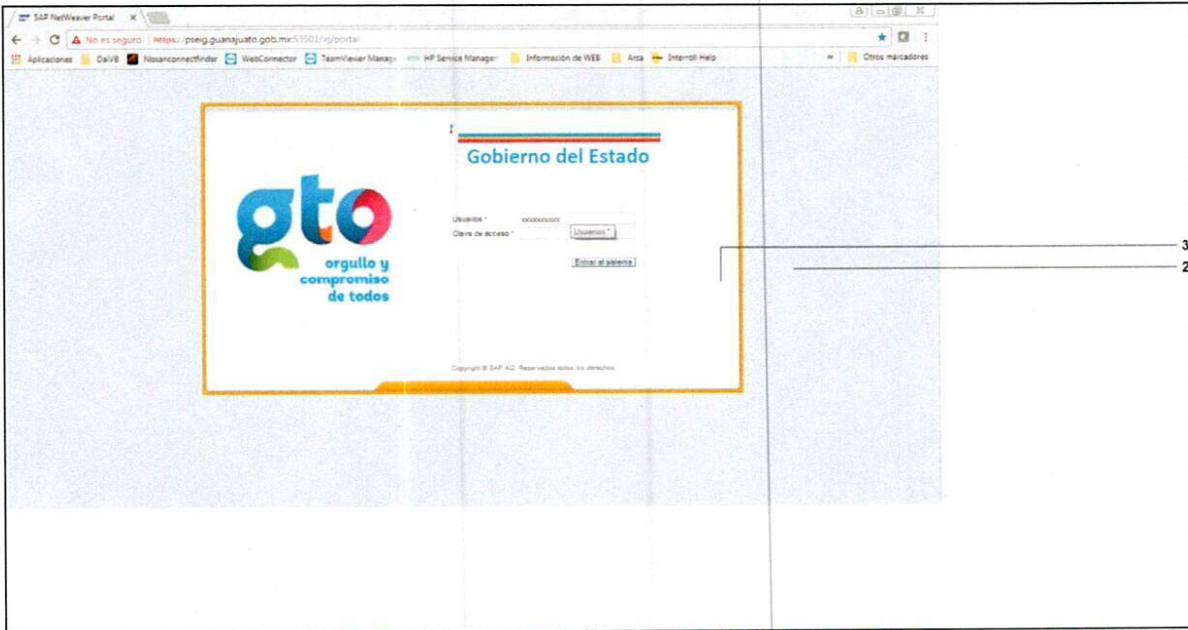 SAP NetWeaver Portal
No es seguro https://pseig.guanajuato.gob.mx:53501/irj/portal
Aplicaciones DaiVB Nissanconnectfinder WebConnector TeamViewer Manage HP Service Manager Información de WEB Arca Interroll Help » Otros marcadores
Gobierno del Estado
gto
orgullo y
compromiso
de todos
Usuarios *
Clave de acceso * Usuarios *
Entrar al sistema
3
2
Copyright © SAP AG. Reservados todos los derechos.